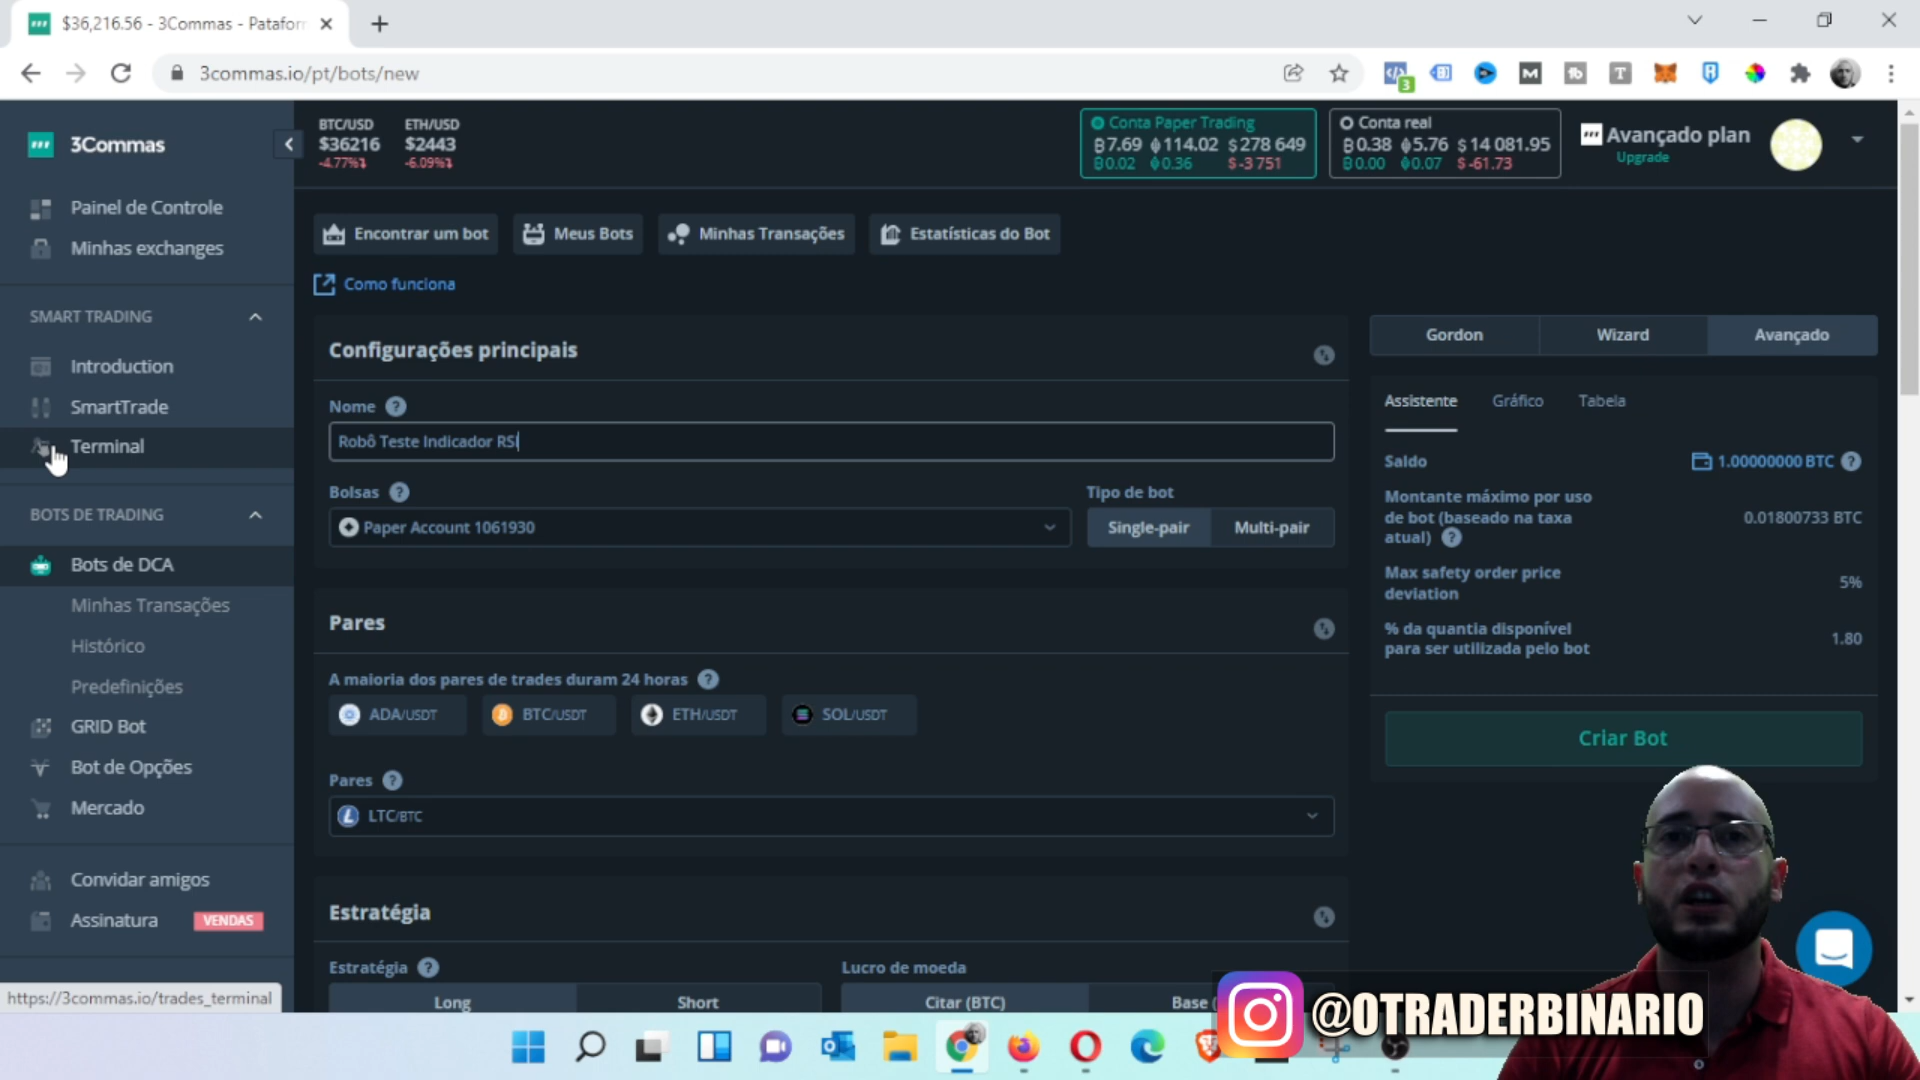 $36,216.56 - 3Commas - Platafor
3commas.io/pt/bots/new
3
3Commas
BTC/USD
$36216
-4.77%
ETH/USD
$2443
-6.09%
Conta Paper Trading
₿7.69 114.02 $278 649
₿0.02 0.36 $-3 751
Conta real
₿0.38 5.76 $14 081.95
₿0.00 0.07 $-61.73
Avançado plan
Upgrade
Painel de Controle
Minhas exchanges
SMART TRADING
Introduction
SmartTrade
Terminal
BOTS DE TRADING
Bots de DCA
Minhas Transações
Histórico
Predefinições
GRID Bot
Bot de Opções
Mercado
Convidar amigos
Assinatura VENDAS
https://3commas.io/trades_terminal
Encontrar um bot
Meus Bots
Minhas Transações
Estatísticas do Bot
Como funciona
Configurações principais
Nome ?
Robô Teste Indicador RSI
Bolsas ?
Paper Account 1061930
Tipo de bot
Single-pair
Multi-pair
Pares
A maioria dos pares de trades duram 24 horas ?
ADA/USDT
BTC/USDT
ETH/USDT
SOL/USDT
Pares ?
LTC/BTC
Estratégia
Estratégia ?
Long
Short
Lucro de moeda
Citar (BTC)
Base (
Gordon
Wizard
Avançado
Assistente
Gráfico
Tabela
Saldo
1.00000000 BTC ?
Montante máximo por uso
de bot (baseado na taxa
atual) ?
0.01800733 BTC
Max safety order price
deviation
5%
% da quantia disponível
para ser utilizada pelo bot
1.80
Criar Bot
@OTRADERBINARIO